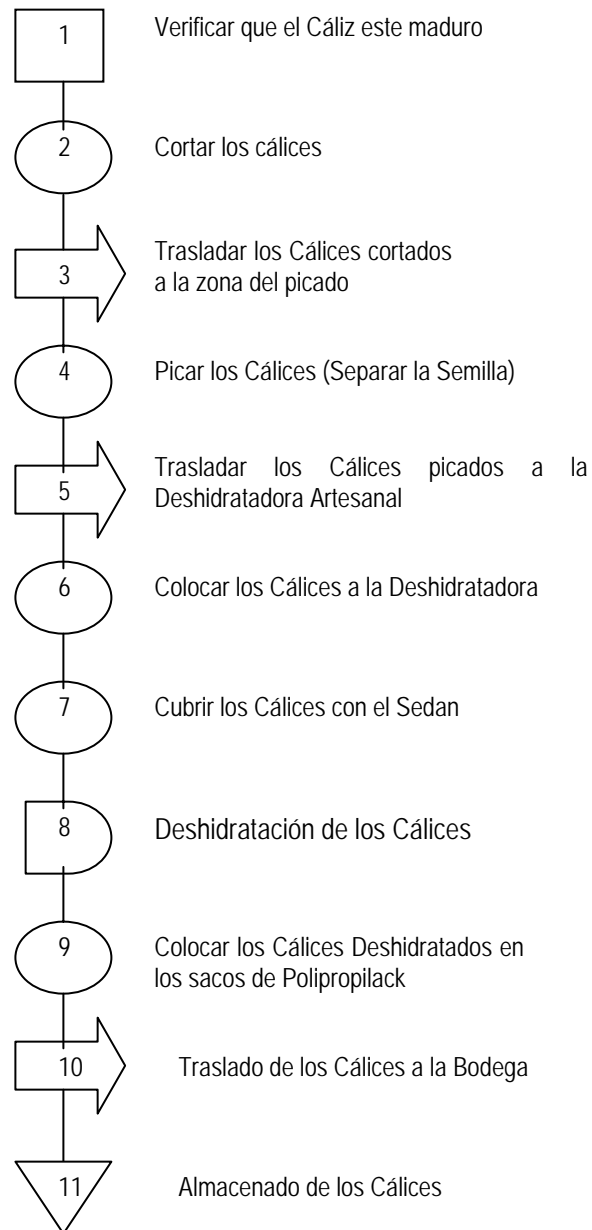 1 Verificar que el Cáliz este maduro
2 Cortar los cálices
3 Trasladar los Cálices cortados
a la zona del picado
4 Picar los Cálices (Separar la Semilla)
5 Trasladar los Cálices picados a la
Deshidratadora Artesanal
6 Colocar los Cálices a la Deshidratadora
7 Cubrir los Cálices con el Sedan
8 Deshidratación de los Cálices
9 Colocar los Cálices Deshidratados en
los sacos de Polipropilack
10 Traslado de los Cálices a la Bodega
11 Almacenado de los Cálices